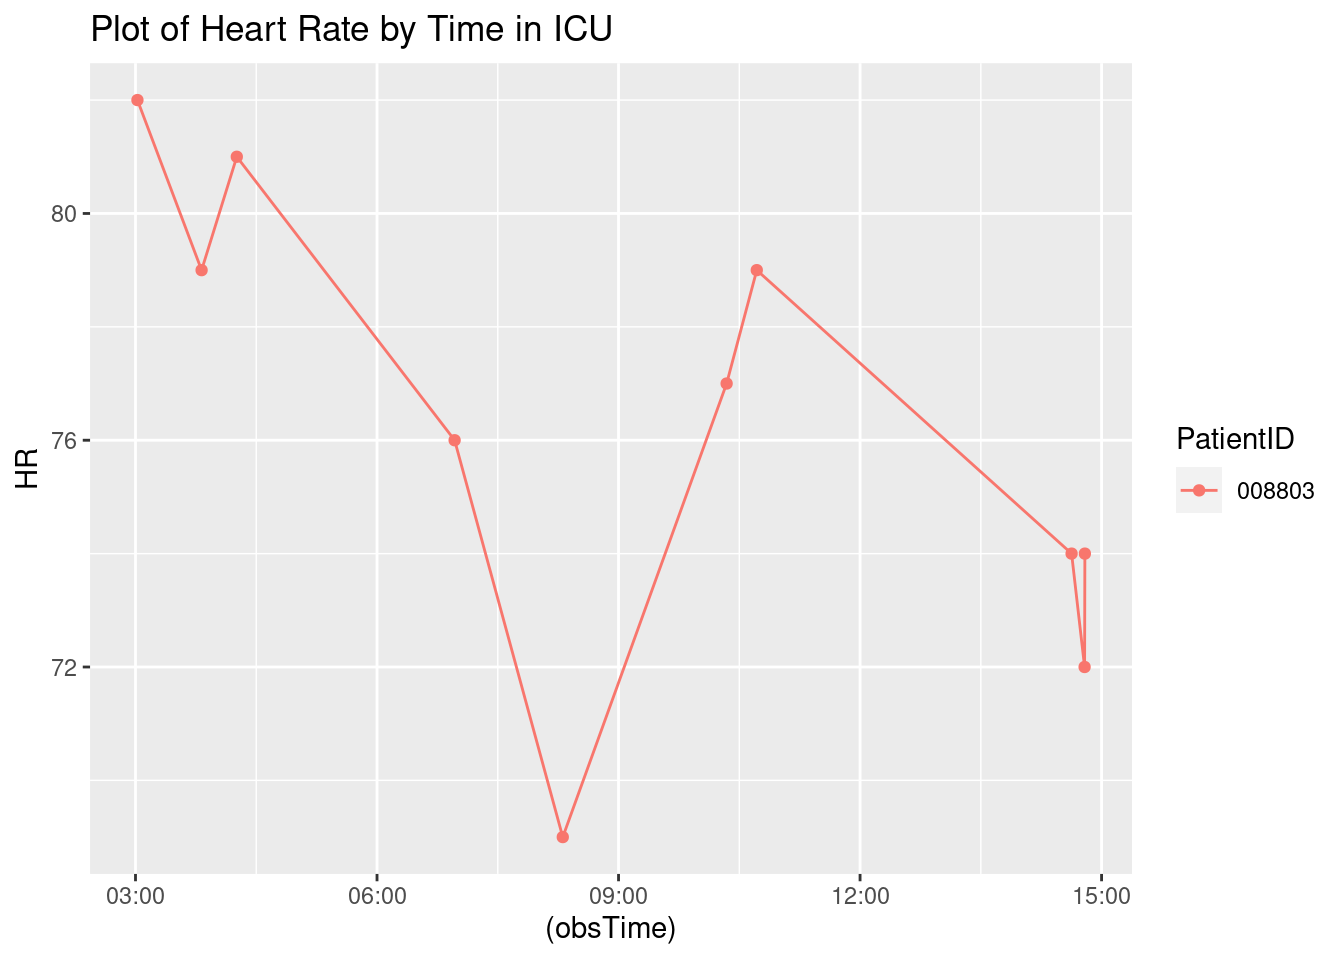 Plot of Heart Rate by Time in ICU
80
76
72
HR
03:00 06:00 09:00 12:00 15:00
(obsTime)
PatientID
008803